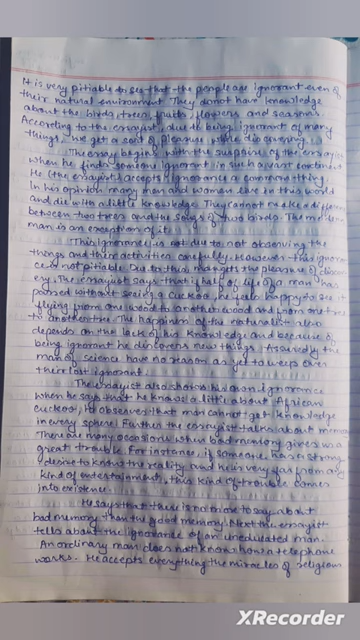 It is very pitiable to see that the people are ignorant even of
their natural environment. They do not have knowledge
about the birds, trees, fruits, flowers and seasons.
According to the essayist, due to being ignorant of many
things, we get a sort of pleasure while discovering
The essay begins with the surprise of the essayist
when he finds someone ignorant in the
He (the essayist) accepts ignorance a common thing
In his opinion many men and women live in this world
and die with a little knowledge. They cannot make a difference
between two trees and the songs of two birds. The modern
man is an exception of it.
This ignorance is not due to not observing the
things and their activities carefully. However this ignoran
ce is not pitiable. Due to this man gets the pleasure of discov
ery. The essayist says that if half of life of a man has
passed without seeing a cuckoo, he feels happy to see it
flying from one wood to another wood and from one tree
to another tree. The happiness of the naturalist also
depends on the lack of his knowledge and because of
being ignorant he discovers new things. Assuredly the
man of science have no reason as yet to weep over
their lost ignorant.
The essayist also shows his own ignorance
when he says that he knows a little about African
cuckoo, he observes that man cannot get knowledge
in every sphere. Further the essayist talks about memory
There are many occasions when bad memory gives us a
great trouble. For instance, if someone has a strong
desire to know the reality and he is very far from any
kind of entertainment, this kind of trouble comes
into existence.
He says that there is no more to say about
bad memory than the good memory. Next the essayist
tells about the ignorance of an uneducated man.
An ordinary man does not know how a telephone
works. He accepts everything the miracles of religious
XRecorder